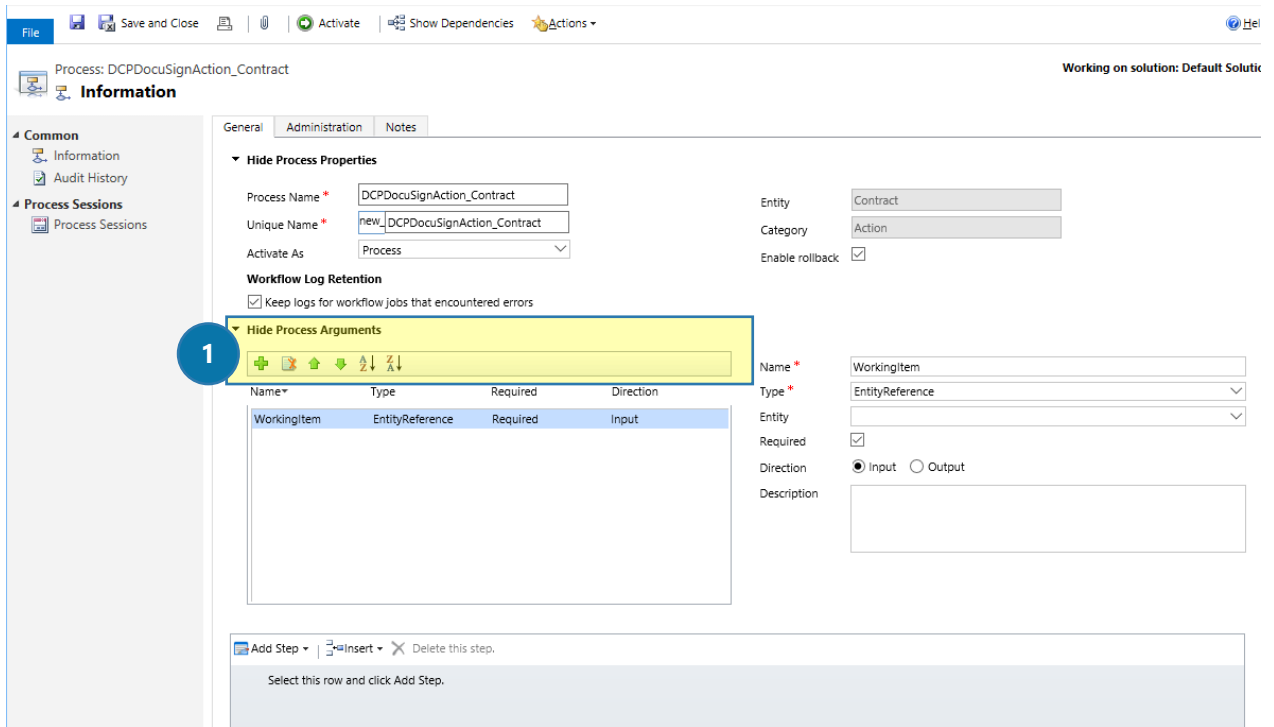 File
Save and Close
Activate
Show Dependencies
Actions
Hel
Process: DCPDocuSignAction_Contract
Information
Working on solution: Default Solutio
Common
Information
Audit History
Process Sessions
Process Sessions
General Administration Notes
Hide Process Properties
Process Name * DCPDocuSignAction_Contract
Unique Name * new_ DCPDocuSignAction_Contract
Activate As Process
Entity Contract
Category Action
Enable rollback
Workflow Log Retention
Keep logs for workflow jobs that encountered errors
1
Hide Process Arguments
A Z Z A
Name Type Required Direction
WorkingItem EntityReference Required Input
Name * WorkingItem
Type * EntityReference
Entity
Required
Direction Input Output
Description
Add Step Insert Delete this step.
Select this row and click Add Step.